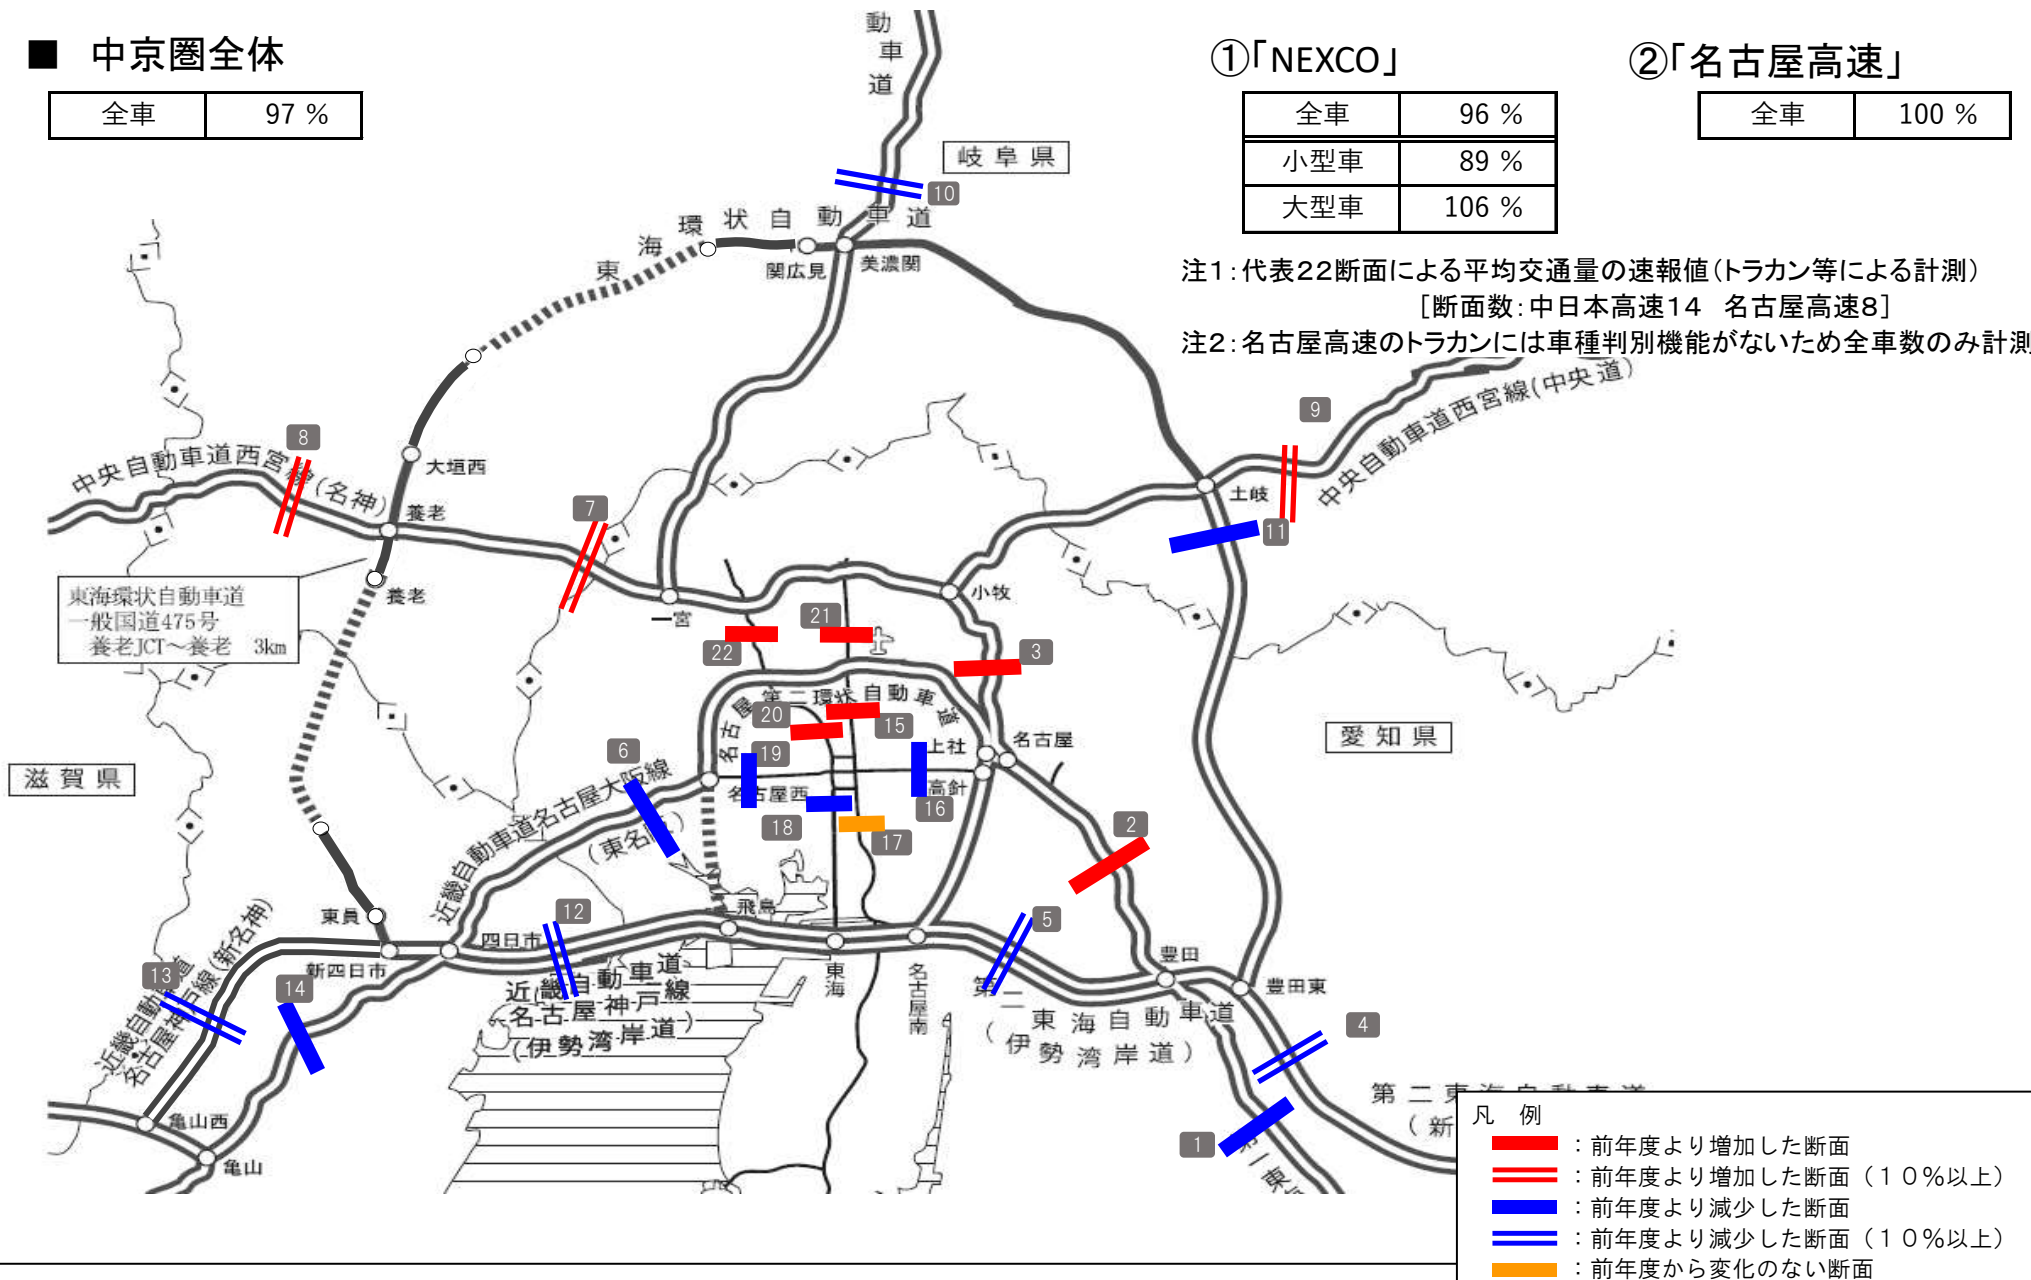 ■ 中京圏全体
全車 97 %
①「NEXCO」
全車 96 %
小型車 89 %
大型車 106 %
②「名古屋高速」
全車 100 %
注1：代表22断面による平均交通量の速報値（トラカン等による計測）
［断面数：中日本高速14　名古屋高速8］
注2：名古屋高速のトラカンには車種判別機能がないため全車数のみ計測
動車道
岐阜県
10
東海環状自動車道
関広見
美濃関
9
中央自動車道西宮線(中央道)
8
中央自動車道西宮線(名神)
大垣西
養老
土岐
7
11
養老
東海環状自動車道
一般国道475号
養老JCT～養老　3km
一宮
小牧
21
22
3
名古屋第二環状自動車道
20
15
愛知県
滋賀県
6
19
上社
名古屋
近畿自動車道名古屋大阪線
名古屋西
高針
16
18
17
2
東員
飛島
12
5
四日市
新四日市
東海
名古屋南
豊田
豊田東
13
14
近畿自動車道
名古屋神戸線(新名神)
近畿自動車道
名古屋神戸線
(伊勢湾岸道)
第二東海自動車道
(伊勢湾岸道)
4
亀山西
亀山
1
第二東海自動車道
(新
凡　例
：前年度より増加した断面
：前年度より増加した断面（１０％以上）
：前年度より減少した断面
：前年度より減少した断面（１０％以上）
：前年度から変化のない断面